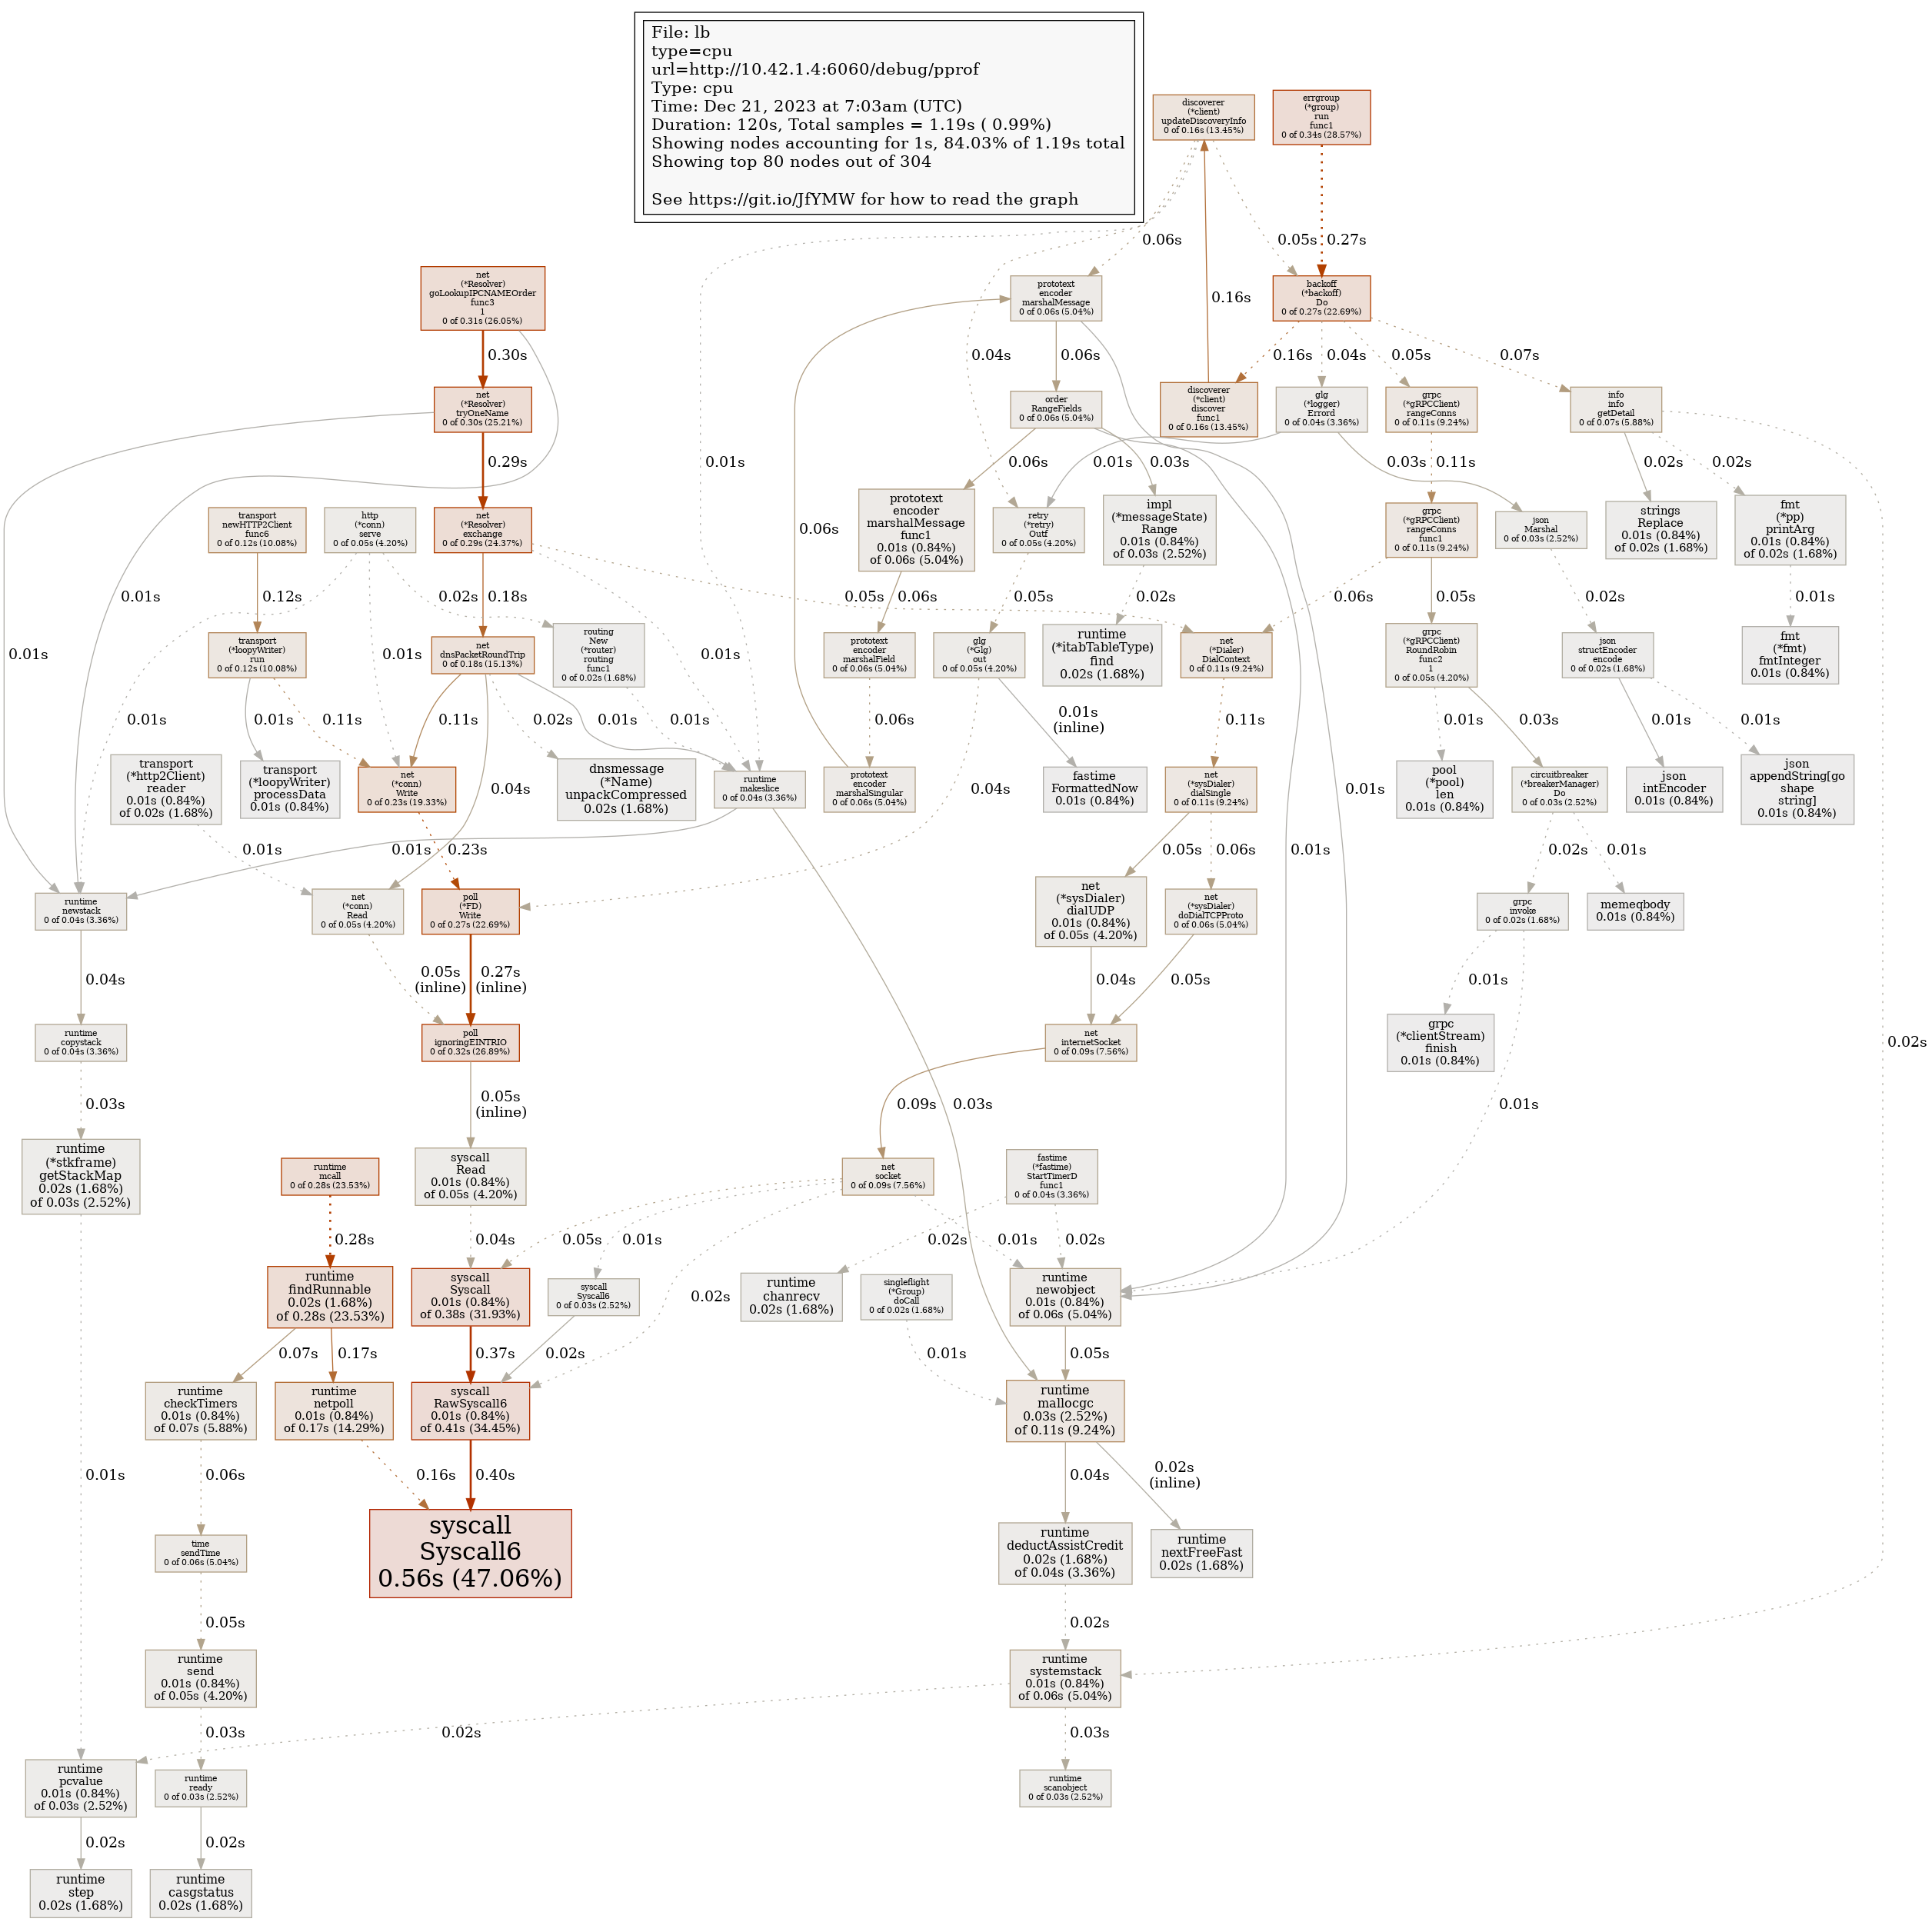 File: lb
type=cpu
url=http://10.42.1.4:6060/debug/pprof
Type: cpu
Time: Dec 21, 2023 at 7:03am (UTC)
Duration: 120s, Total samples = 1.19s ( 0.99%)
Showing nodes accounting for 1s, 84.03% of 1.19s total
Showing top 80 nodes out of 304
See https://git.io/JfYMW for how to read the graph
discoverer
(*client)
updateDiscoveryInfo
0 of 0.16s (13.45%)
errgroup
(*group)
run
func1
0 of 0.34s (28.57%)
0.06s
0.05s
0.27s
net
(*Resolver)
goLookupIPCNAMEOrder
func3
1
0 of 0.31s (26.05%)
prototext
encoder
marshalMessage
0 of 0.06s (5.04%)
0.16s
backoff
(*backoff)
Do
0 of 0.27s (22.69%)
0.30s
0.04s
0.06s
0.16s
0.04s
0.05s
0.07s
net
(*Resolver)
tryOneName
0 of 0.30s (25.21%)
order
RangeFields
0 of 0.06s (5.04%)
discoverer
(*client)
discover
func1
0 of 0.16s (13.45%)
glg
(*logger)
Errord
0 of 0.04s (3.36%)
grpc
(*gRPCClient)
rangeConns
0 of 0.11s (9.24%)
info
info
getDetail
0 of 0.07s (5.88%)
0.29s
0.01s
0.06s
0.01s
0.03s
0.03s
0.11s
0.02s
0.02s
transport
newHTTP2Client
func6
0 of 0.12s (10.08%)
http
(*conn)
serve
0 of 0.05s (4.20%)
net
(*Resolver)
exchange
0 of 0.29s (24.37%)
0.06s
prototext
encoder
marshalMessage
func1
0.01s (0.84%)
of 0.06s (5.04%)
retry
(*retry)
Outf
0 of 0.05s (4.20%)
impl
(*messageState)
Range
0.01s (0.84%)
of 0.03s (2.52%)
grpc
(*gRPCClient)
rangeConns
func1
0 of 0.11s (9.24%)
json
Marshal
0 of 0.03s (2.52%)
strings
Replace
0.01s (0.84%)
of 0.02s (1.68%)
fmt
(*pp)
printArg
0.01s (0.84%)
of 0.02s (1.68%)
0.01s
0.12s
0.02s
0.18s
0.05s
0.06s
0.05s
0.02s
0.06s
0.05s
0.02s
0.01s
0.01s
transport
(*loopyWriter)
run
0 of 0.12s (10.08%)
0.01s
net
dnsPacketRoundTrip
0 of 0.18s (15.13%)
routing
New
(*router)
routing
func1
0 of 0.02s (1.68%)
0.01s
prototext
encoder
marshalField
0 of 0.06s (5.04%)
glg
(*Glg)
out
0 of 0.05s (4.20%)
runtime
(*itabTableType)
find
0.02s (1.68%)
net
(*Dialer)
DialContext
0 of 0.11s (9.24%)
grpc
(*gRPCClient)
RoundRobin
func2
1
0 of 0.05s (4.20%)
json
structEncoder
encode
0 of 0.02s (1.68%)
fmt
(*fmt)
fmtInteger
0.01s (0.84%)
0.01s
0.01s
0.11s
0.11s
0.02s
0.01s
0.01s
0.06s
0.01s
(inline)
0.11s
0.01s
0.03s
0.01s
0.01s
transport
(*http2Client)
reader
0.01s (0.84%)
of 0.02s (1.68%)
transport
(*loopyWriter)
processData
0.01s (0.84%)
net
(*conn)
Write
0 of 0.23s (19.33%)
0.04s
dnsmessage
(*Name)
unpackCompressed
0.02s (1.68%)
runtime
makeslice
0 of 0.04s (3.36%)
prototext
encoder
marshalSingular
0 of 0.06s (5.04%)
0.04s
fastime
FormattedNow
0.01s (0.84%)
net
(*sysDialer)
dialSingle
0 of 0.11s (9.24%)
0.01s
pool
(*pool)
len
0.01s (0.84%)
circuitbreaker
(*breakerManager)
Do
0 of 0.03s (2.52%)
json
intEncoder
0.01s (0.84%)
json
appendString[go
shape
string]
0.01s (0.84%)
0.01s
0.01s
0.23s
0.05s
0.06s
0.01s
0.02s
0.01s
runtime
newstack
0 of 0.04s (3.36%)
net
(*conn)
Read
0 of 0.05s (4.20%)
poll
(*FD)
Write
0 of 0.27s (22.69%)
net
(*sysDialer)
dialUDP
0.01s (0.84%)
of 0.05s (4.20%)
net
(*sysDialer)
doDialTCPProto
0 of 0.06s (5.04%)
grpc
invoke
0 of 0.02s (1.68%)
memeqbody
0.01s (0.84%)
0.04s
0.05s
(inline)
0.27s
(inline)
0.04s
0.05s
0.01s
runtime
copystack
0 of 0.04s (3.36%)
poll
ignoringEINTRIO
0 of 0.32s (26.89%)
net
internetSocket
0 of 0.09s (7.56%)
grpc
(*clientStream)
finish
0.01s (0.84%)
0.02s
0.03s
0.05s
(inline)
0.09s
0.03s
0.01s
runtime
(*stkframe)
getStackMap
0.02s (1.68%)
of 0.03s (2.52%)
runtime
mcall
0 of 0.28s (23.53%)
syscall
Read
0.01s (0.84%)
of 0.05s (4.20%)
net
socket
0 of 0.09s (7.56%)
fastime
(*fastime)
StartTimerD
func1
0 of 0.04s (3.36%)
0.28s
0.04s
0.05s
0.01s
0.02s
0.01s
0.02s
runtime
findRunnable
0.02s (1.68%)
of 0.28s (23.53%)
syscall
Syscall
0.01s (0.84%)
of 0.38s (31.93%)
syscall
Syscall6
0 of 0.03s (2.52%)
0.02s
runtime
chanrecv
0.02s (1.68%)
singleflight
(*Group)
doCall
0 of 0.02s (1.68%)
runtime
newobject
0.01s (0.84%)
of 0.06s (5.04%)
0.07s
0.17s
0.37s
0.02s
0.01s
0.05s
runtime
checkTimers
0.01s (0.84%)
of 0.07s (5.88%)
runtime
netpoll
0.01s (0.84%)
of 0.17s (14.29%)
syscall
RawSyscall6
0.01s (0.84%)
of 0.41s (34.45%)
runtime
mallocgc
0.03s (2.52%)
of 0.11s (9.24%)
0.01s
0.06s
0.16s
0.40s
0.04s
0.02s
(inline)
time
sendTime
0 of 0.06s (5.04%)
syscall
Syscall6
0.56s (47.06%)
runtime
deductAssistCredit
0.02s (1.68%)
of 0.04s (3.36%)
runtime
nextFreeFast
0.02s (1.68%)
0.05s
0.02s
runtime
send
0.01s (0.84%)
of 0.05s (4.20%)
runtime
systemstack
0.01s (0.84%)
of 0.06s (5.04%)
0.03s
0.02s
0.03s
runtime
pcvalue
0.01s (0.84%)
of 0.03s (2.52%)
runtime
ready
0 of 0.03s (2.52%)
runtime
scanobject
0 of 0.03s (2.52%)
0.02s
0.02s
runtime
step
0.02s (1.68%)
runtime
casgstatus
0.02s (1.68%)